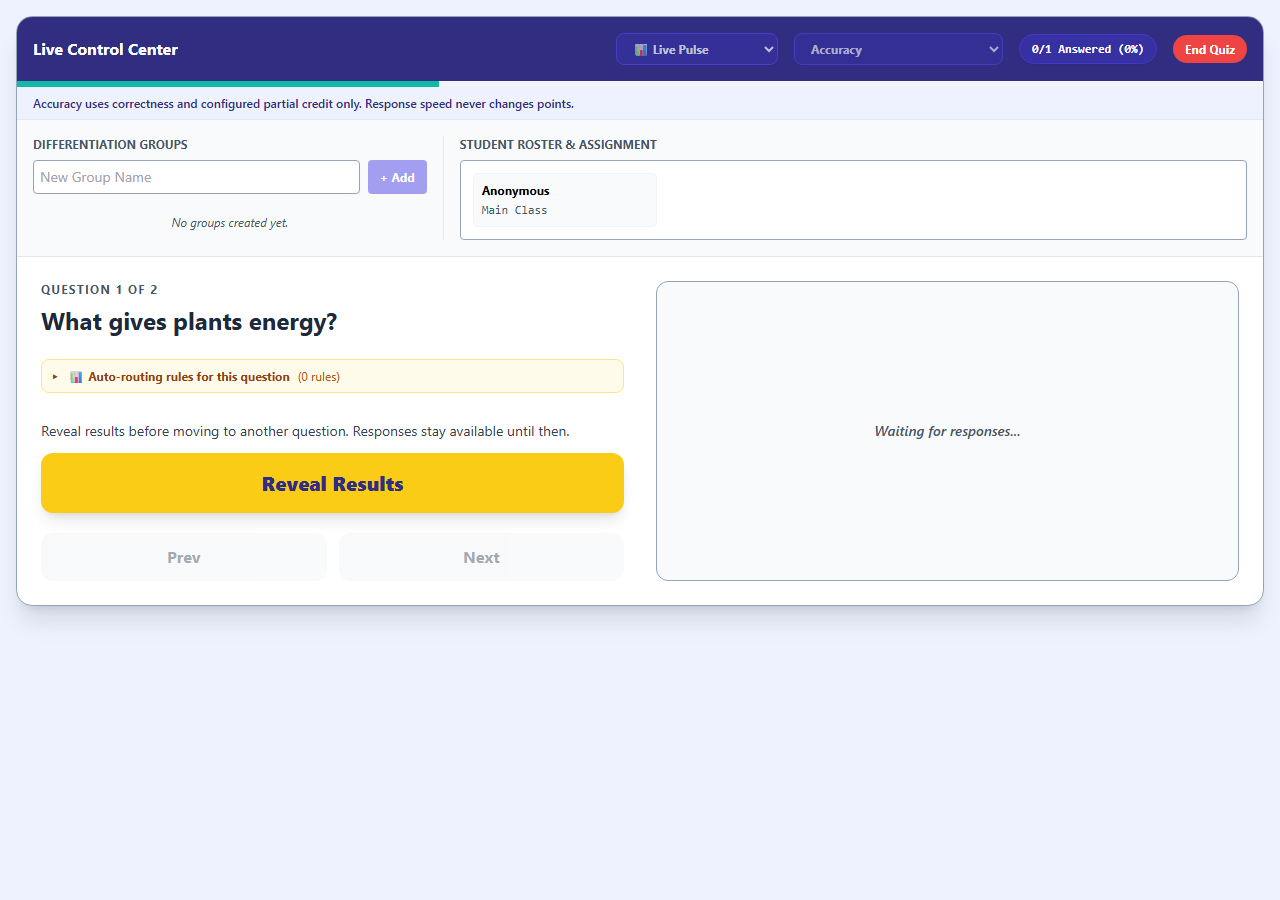 Live Control Center
📊 Live Pulse
Accuracy
0/1 Answered (0%)
End Quiz
Accuracy uses correctness and configured partial credit only. Response speed never changes points.
DIFFERENTIATION GROUPS
New Group Name
+ Add
No groups created yet.
STUDENT ROSTER & ASSIGNMENT
Anonymous
Main Class
QUESTION 1 OF 2
What gives plants energy?
▸ 📊 Auto-routing rules for this question (0 rules)
Reveal results before moving to another question. Responses stay available until then.
Reveal Results
Prev
Next
Waiting for responses...